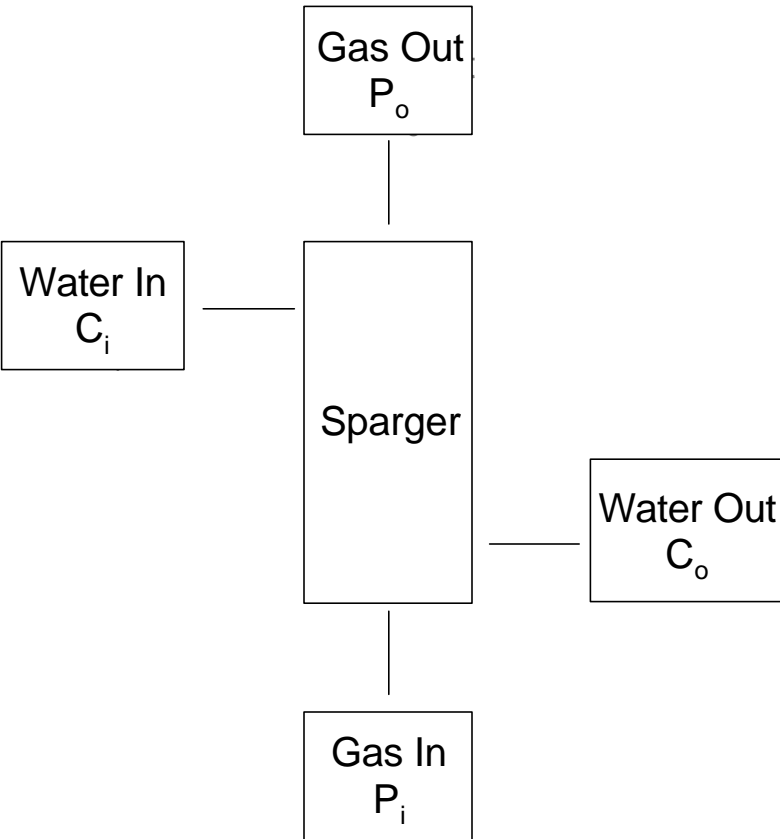 Gas Out
Pₒ
Water In
Cᵢ
Sparger
Water Out
Cₒ
Gas In
Pᵢ